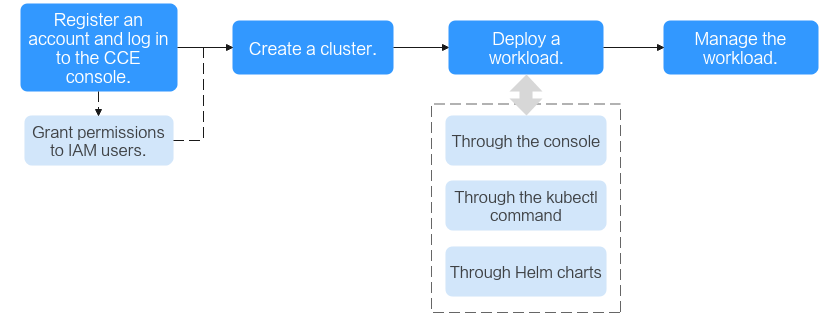 Register an
account and log in
to the CCE
console.
Grant permissions
to IAM users.
Create a cluster.
Deploy a
workload.
Through the console
Through the kubectl
command
Through Helm charts
Manage the
workload.